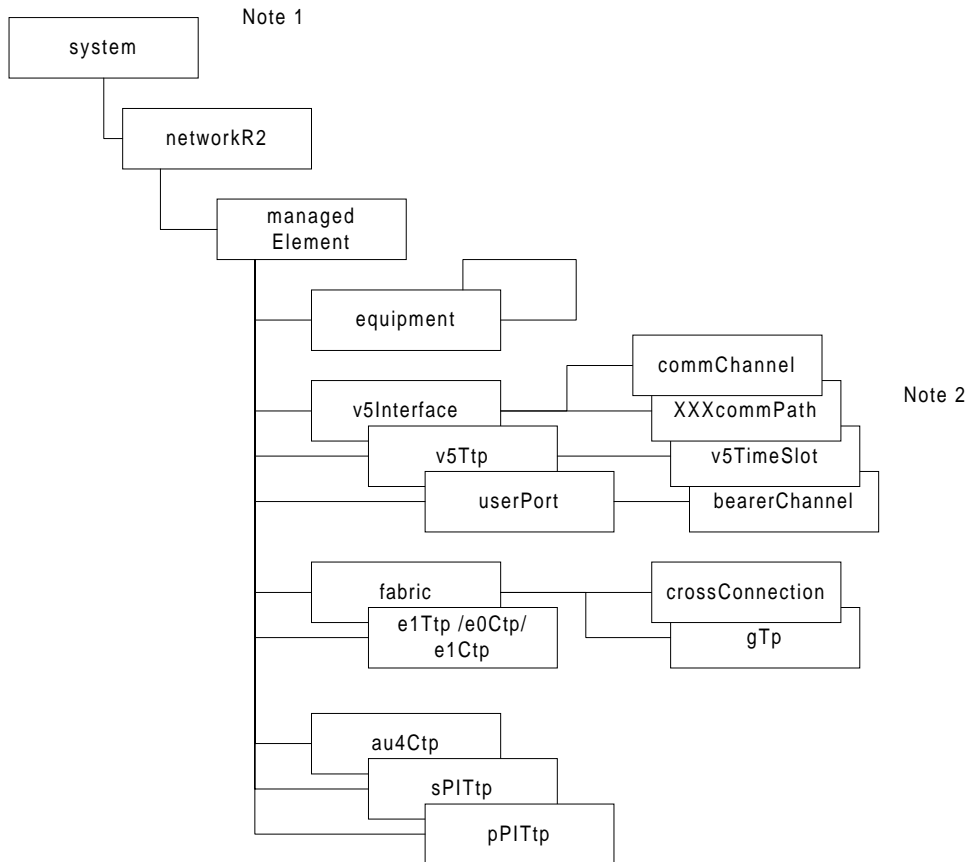 Note 1
system
networkR2
managed
Element
equipment
commChannel
v5Interface
XXXcommPath
Note 2
v5Ttp
v5TimeSlot
userPort
bearerChannel
fabric
crossConnection
e1Ttp /e0Ctp/
e1Ctp
gTp
au4Ctp
sPITtp
pPITtp